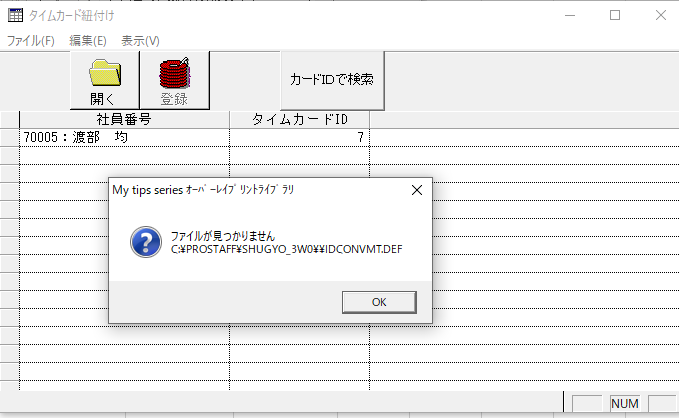 タイムカード紐付け
ファイル(F) 編集(E) 表示(V)
開く
登録
カードIDで検索
社員番号 タイムカードID
70005：渡部　均 7
My tips series ｵｰﾊﾞｰﾚｲﾌﾟﾘﾝﾄﾗｲﾌﾞﾗﾘ
ファイルが見つかりません
C:¥PROSTAFF¥SHUGYO_3W0¥¥IDCONVMT.DEF
OK
NUM